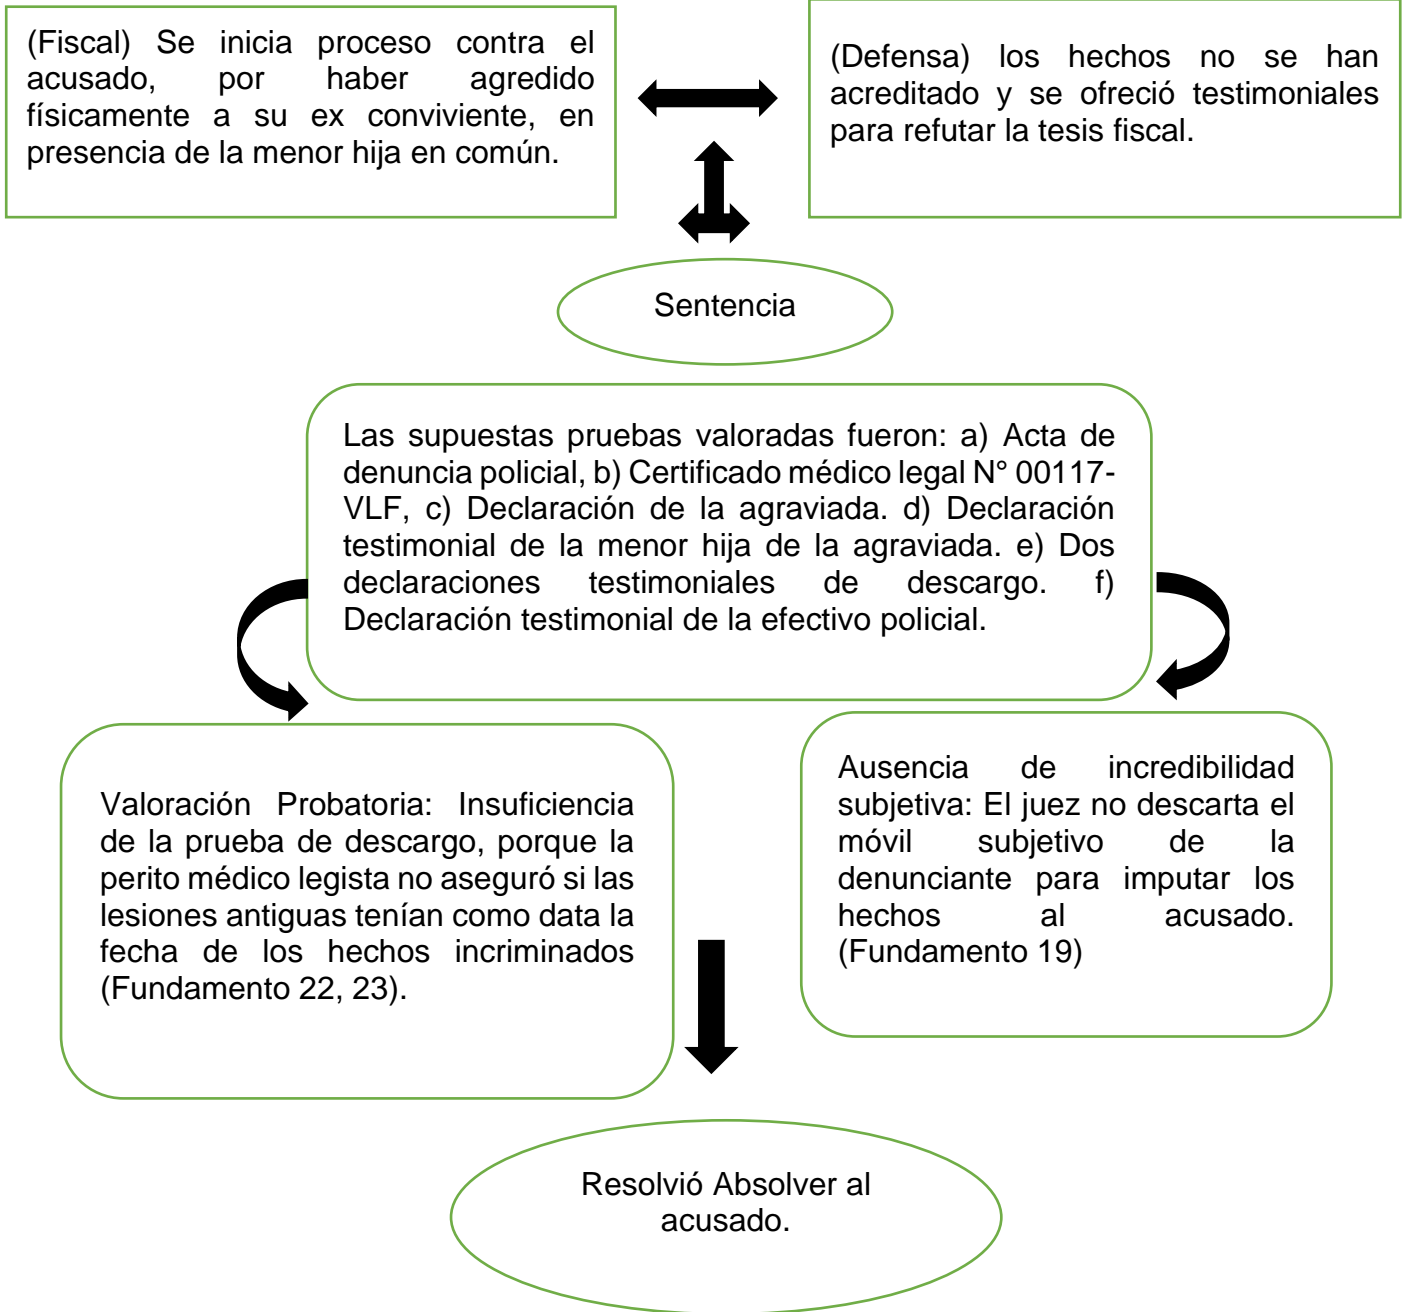 (Fiscal) Se inicia proceso contra el
acusado, por haber agredido
físicamente a su ex conviviente, en
presencia de la menor hija en común.
(Defensa) los hechos no se han
acreditado y se ofreció testimoniales
para refutar la tesis fiscal.
Sentencia
Las supuestas pruebas valoradas fueron: a) Acta de
denuncia policial, b) Certificado médico legal N° 00117-
VLF, c) Declaración de la agraviada. d) Declaración
testimonial de la menor hija de la agraviada. e) Dos
declaraciones testimoniales de descargo. f)
Declaración testimonial de la efectivo policial.
Valoración Probatoria: Insuficiencia
de la prueba de descargo, porque la
perito médico legista no aseguró si las
lesiones antiguas tenían como data la
fecha de los hechos incriminados
(Fundamento 22, 23).
Ausencia de incredibilidad
subjetiva: El juez no descarta el
móvil subjetivo de la
denunciante para imputar los
hechos al acusado.
(Fundamento 19)
Resolvió Absolver al
acusado.